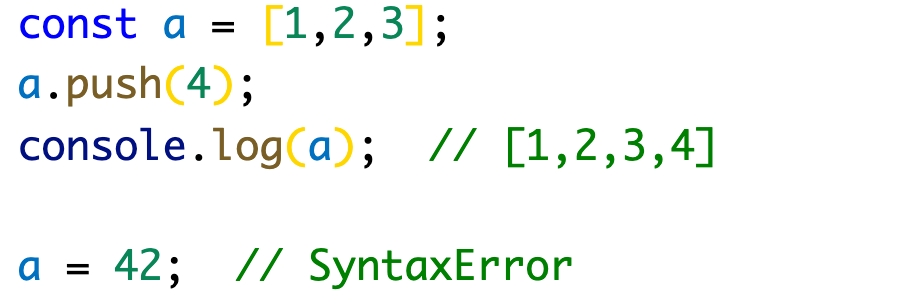 const a = [1,2,3];
a.push(4);
console.log(a);  // [1,2,3,4]
a = 42;  // SyntaxError